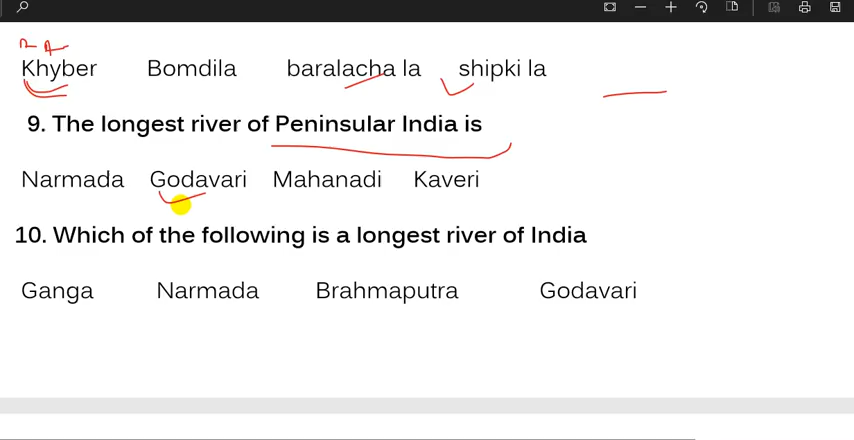 Khyber Bomdila baralacha la shipki la
9. The longest river of Peninsular India is
Narmada Godavari Mahanadi Kaveri
10. Which of the following is a longest river of India
Ganga Narmada Brahmaputra Godavari